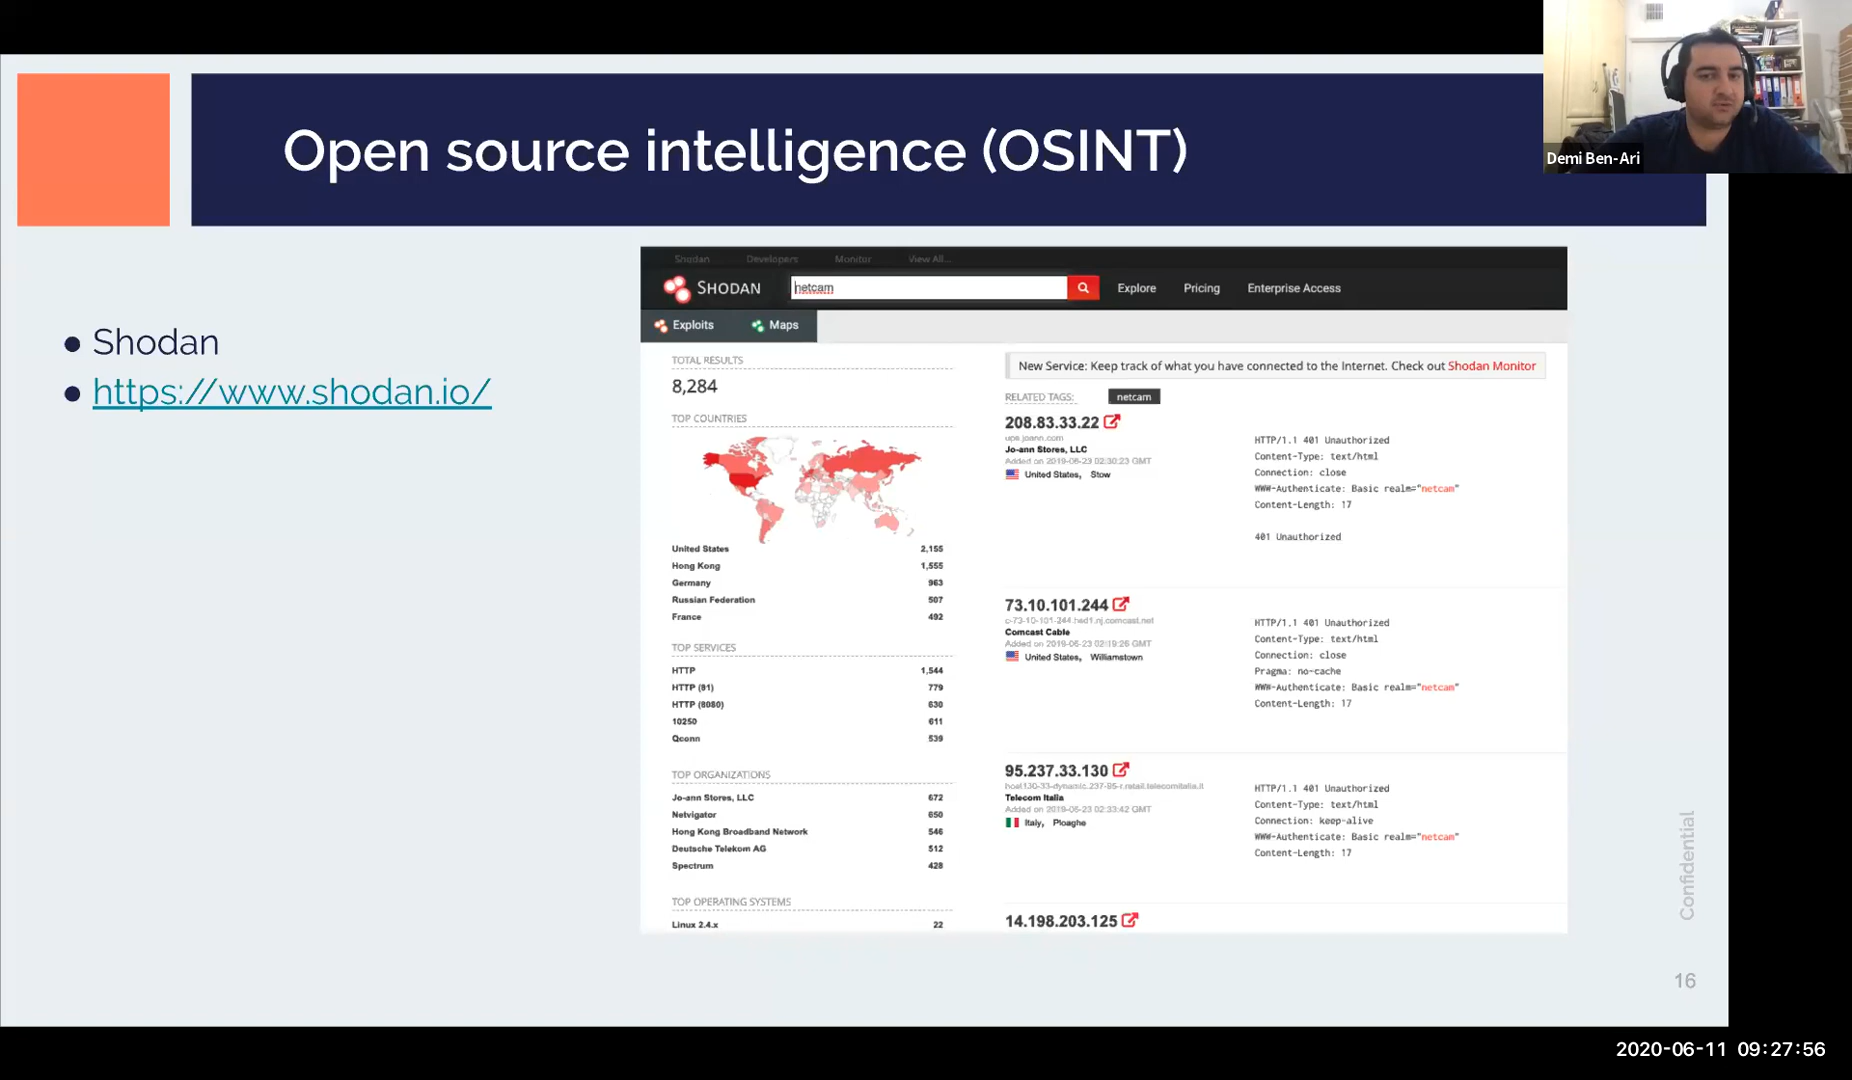 Demi Ben-Ari
Open source intelligence (OSINT)
● Shodan
● https://www.shodan.io/
Shodan Developers Monitor View All...
SHODAN netcam Explore Pricing Enterprise Access
Exploits Maps
TOTAL RESULTS
8,284
TOP COUNTRIES
United States 2,155
Hong Kong 1,555
Germany 963
Russian Federation 507
France 492
TOP SERVICES
HTTP 1,544
HTTP (81) 779
HTTP (8080) 630
10250 611
Qconn 539
TOP ORGANIZATIONS
Jo-ann Stores, LLC 672
Netvigator 650
Hong Kong Broadband Network 546
Deutsche Telekom AG 512
Spectrum 428
TOP OPERATING SYSTEMS
Linux 2.4.x 22
New Service: Keep track of what you have connected to the Internet. Check out Shodan Monitor
RELATED TAGS: netcam
208.83.33.22
ups.joann.com
Jo-ann Stores, LLC
Added on 2019-06-23 02:30:23 GMT
United States, Stow
HTTP/1.1 401 Unauthorized
Content-Type: text/html
Connection: close
WWW-Authenticate: Basic realm="netcam"
Content-Length: 17
401 Unauthorized
73.10.101.244
c-73-10-101-244.hsd1.nj.comcast.net
Comcast Cable
Added on 2019-06-23 02:19:26 GMT
United States, Williamstown
HTTP/1.1 401 Unauthorized
Content-Type: text/html
Connection: close
Pragma: no-cache
WWW-Authenticate: Basic realm="netcam"
Content-Length: 17
95.237.33.130
Telecom Italia
Added on 2019-06-23 02:33:42 GMT
Italy, Ploaghe
HTTP/1.1 401 Unauthorized
Content-Type: text/html
Connection: keep-alive
WWW-Authenticate: Basic realm="netcam"
Content-Length: 17
14.198.203.125
Confidential
16
2020-06-11 09:27:56